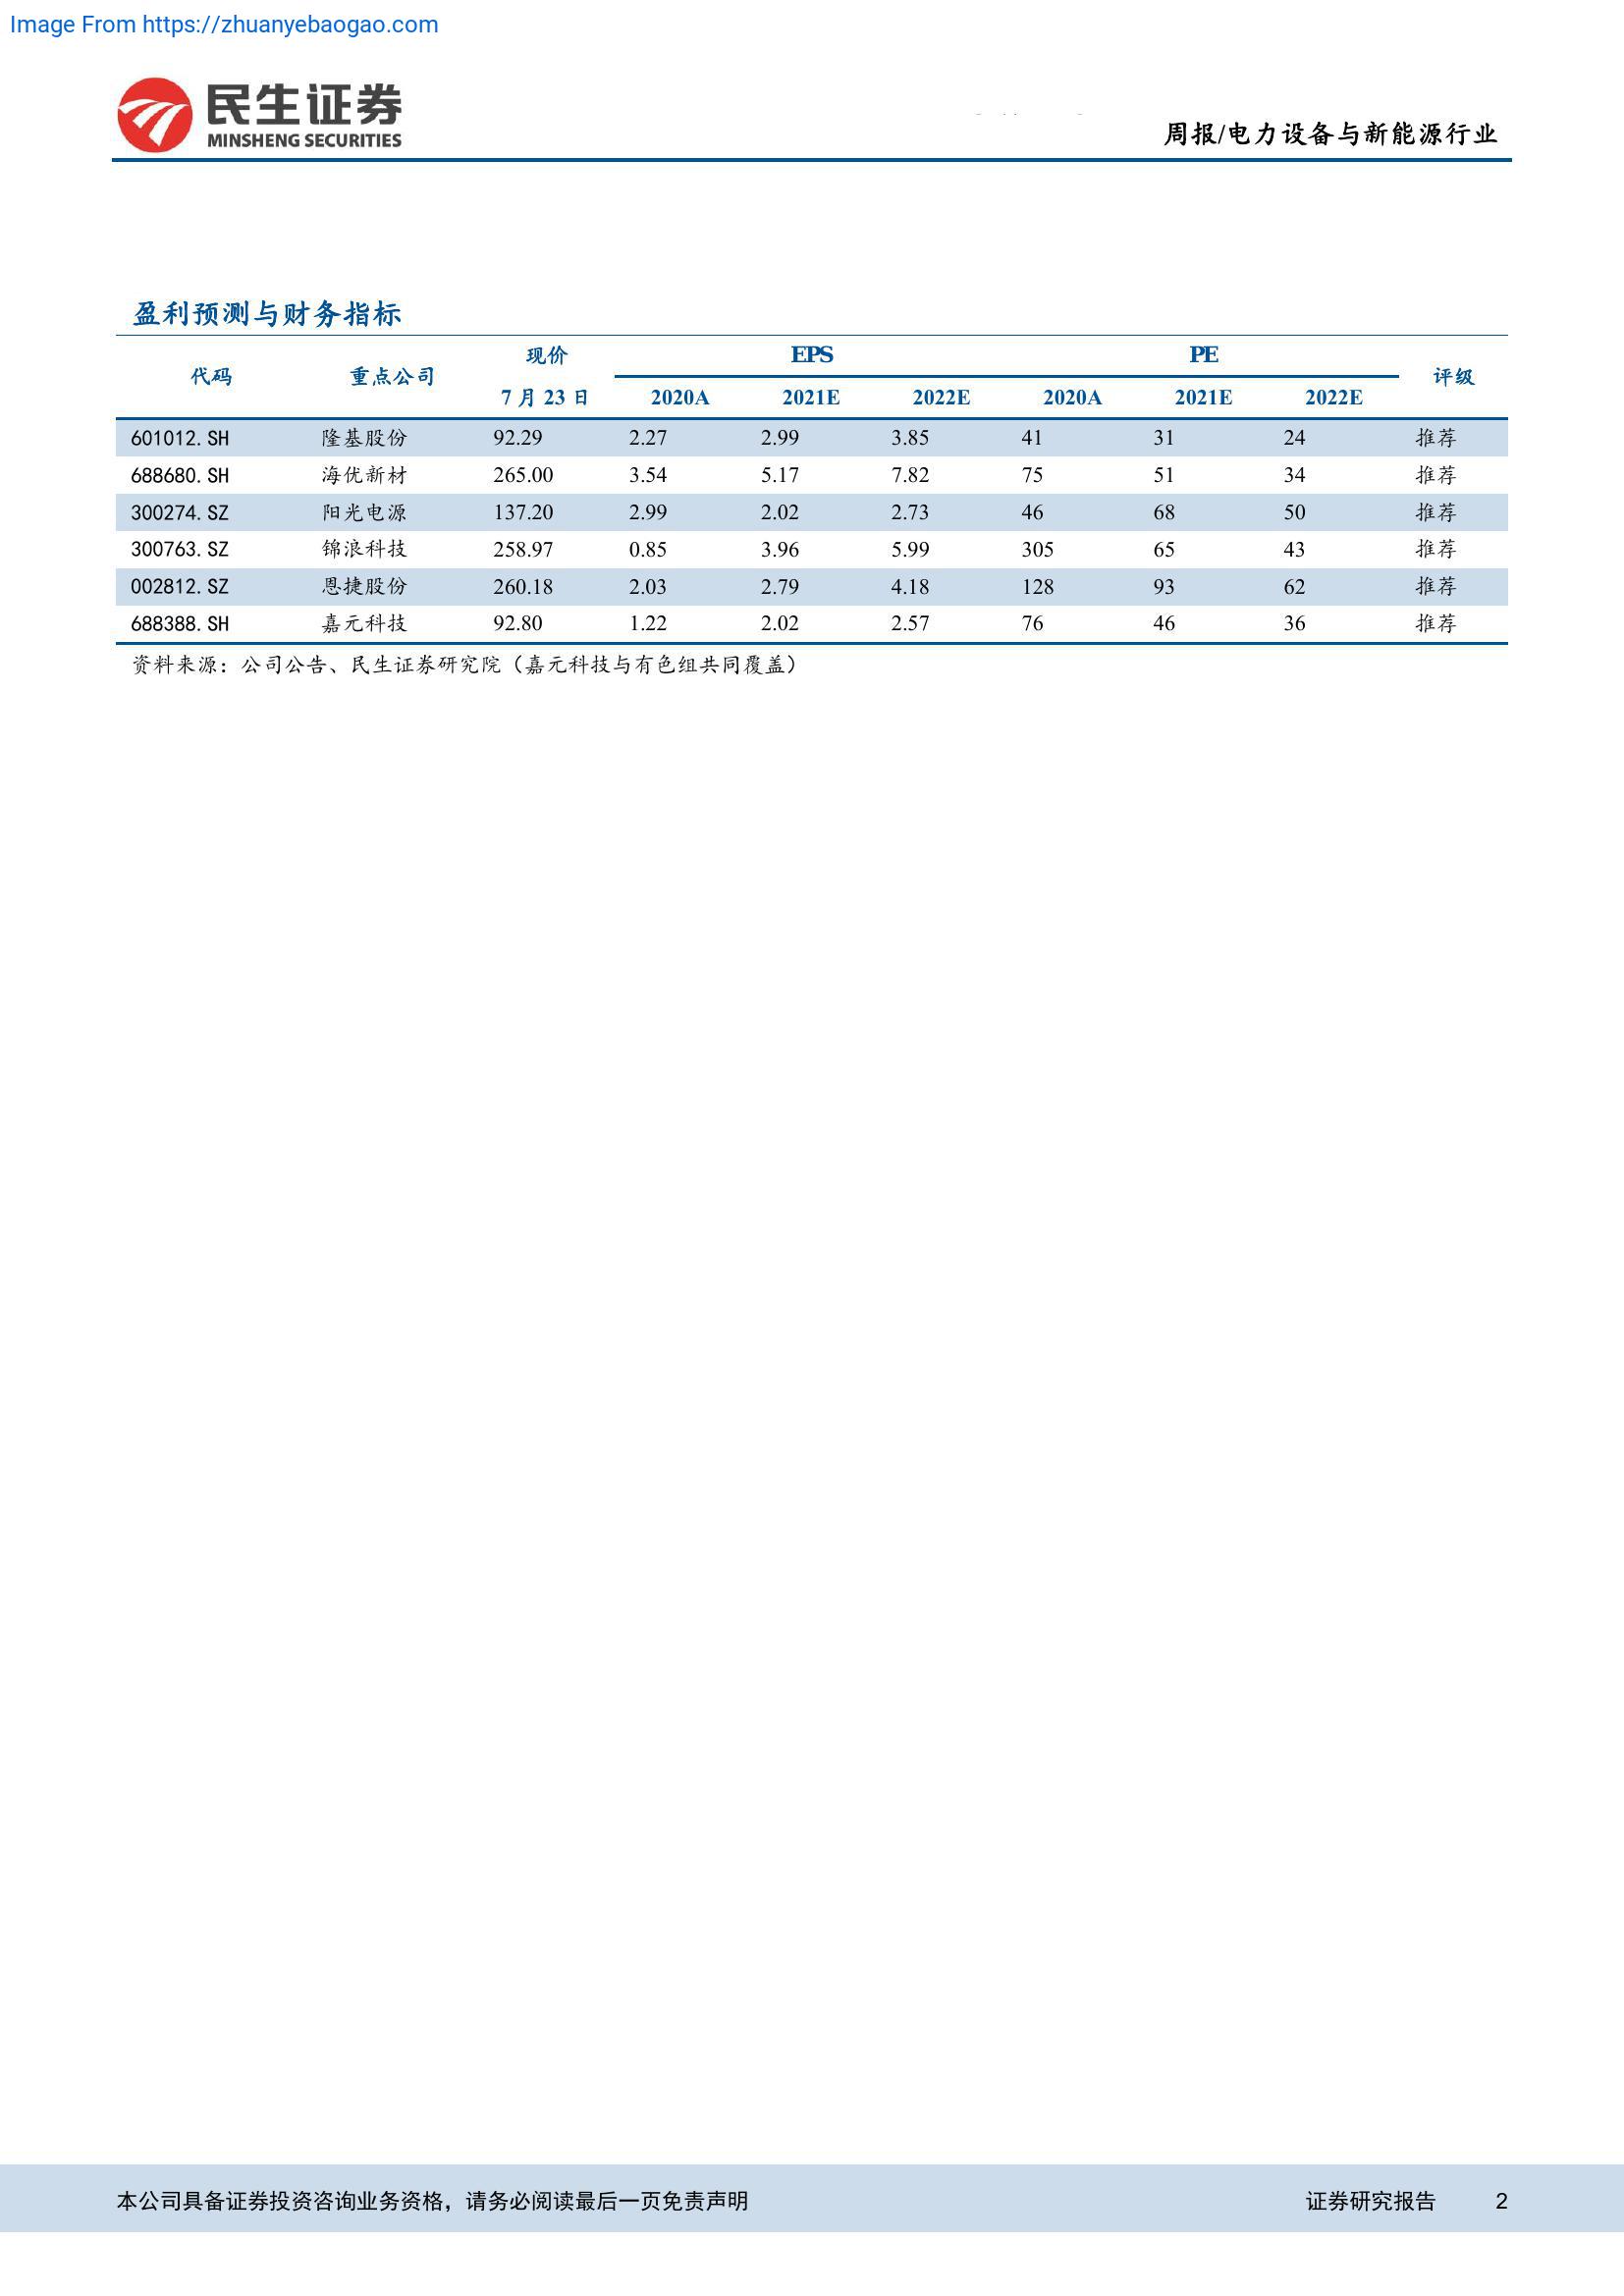 Image From https://zhuanyebaogao.com
民生证券
MINSHENG SECURITIES
周报/电力设备与新能源行业
盈利预测与财务指标
代码 重点公司 现价 EPS PE 评级
7 月 23 日 2020A 2021E 2022E 2020A 2021E 2022E
601012.SH 隆基股份 92.29 2.27 2.99 3.85 41 31 24 推荐
688680.SH 海优新材 265.00 3.54 5.17 7.82 75 51 34 推荐
300274.SZ 阳光电源 137.20 2.99 2.02 2.73 46 68 50 推荐
300763.SZ 锦浪科技 258.97 0.85 3.96 5.99 305 65 43 推荐
002812.SZ 恩捷股份 260.18 2.03 2.79 4.18 128 93 62 推荐
688388.SH 嘉元科技 92.80 1.22 2.02 2.57 76 46 36 推荐
资料来源：公司公告、民生证券研究院（嘉元科技与有色组共同覆盖）
本公司具备证券投资咨询业务资格，请务必阅读最后一页免责声明 证券研究报告 2